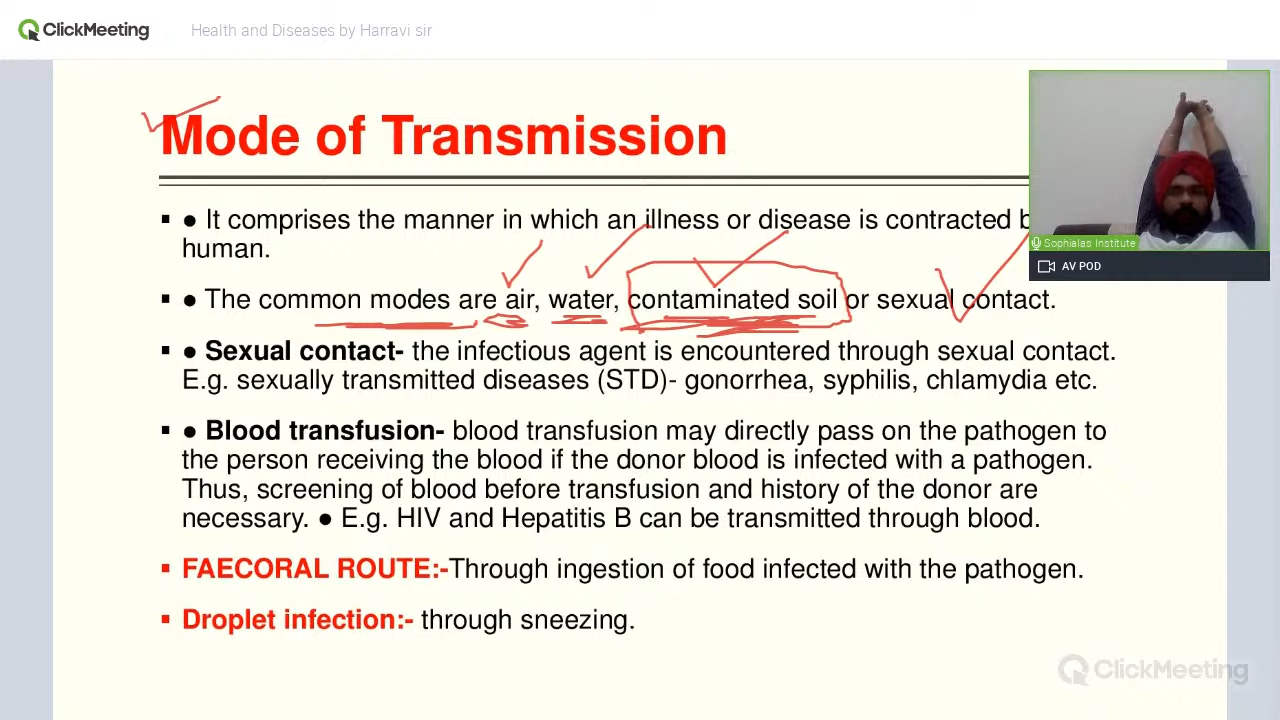 ClickMeeting
Health and Diseases by Harravi sir
Mode of Transmission
▪ ● It comprises the manner in which an illness or disease is contracted
human.
▪ ● The common modes are air, water, contaminated soil or sexual contact.
▪ ● Sexual contact- the infectious agent is encountered through sexual contact.
E.g. sexually transmitted diseases (STD)- gonorrhea, syphilis, chlamydia etc.
▪ ● Blood transfusion- blood transfusion may directly pass on the pathogen to
the person receiving the blood if the donor blood is infected with a pathogen.
Thus, screening of blood before transfusion and history of the donor are
necessary. ● E.g. HIV and Hepatitis B can be transmitted through blood.
▪ FAECORAL ROUTE:-Through ingestion of food infected with the pathogen.
▪ Droplet infection:- through sneezing.
Sophialas Institute
AV POD
ClickMeeting